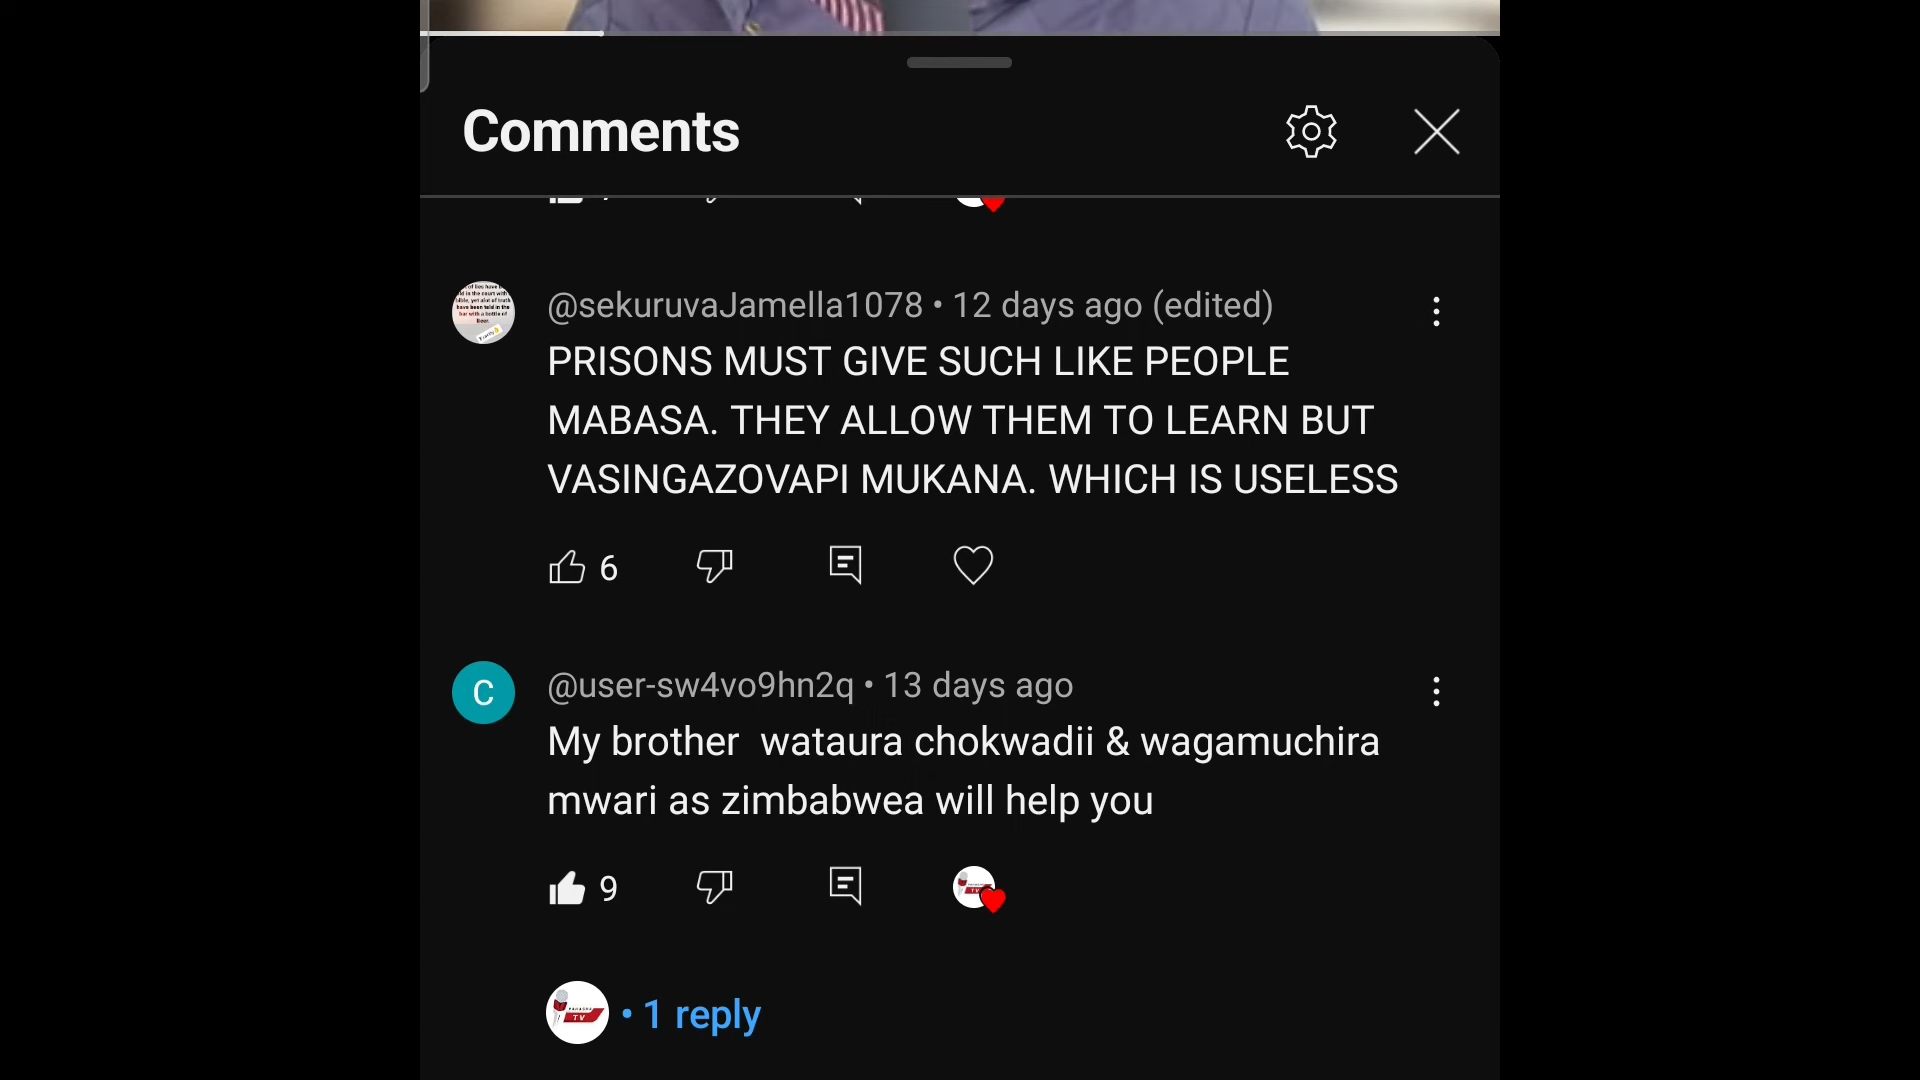 Comments
@sekuruvaJamella1078 • 12 days ago (edited)
PRISONS MUST GIVE SUCH LIKE PEOPLE
MABASA. THEY ALLOW THEM TO LEARN BUT
VASINGAZOVAPI MUKANA. WHICH IS USELESS
6
C
@user-sw4vo9hn2q • 13 days ago
My brother  wataura chokwadii & wagamuchira
mwari as zimbabwea will help you
9
TV
• 1 reply